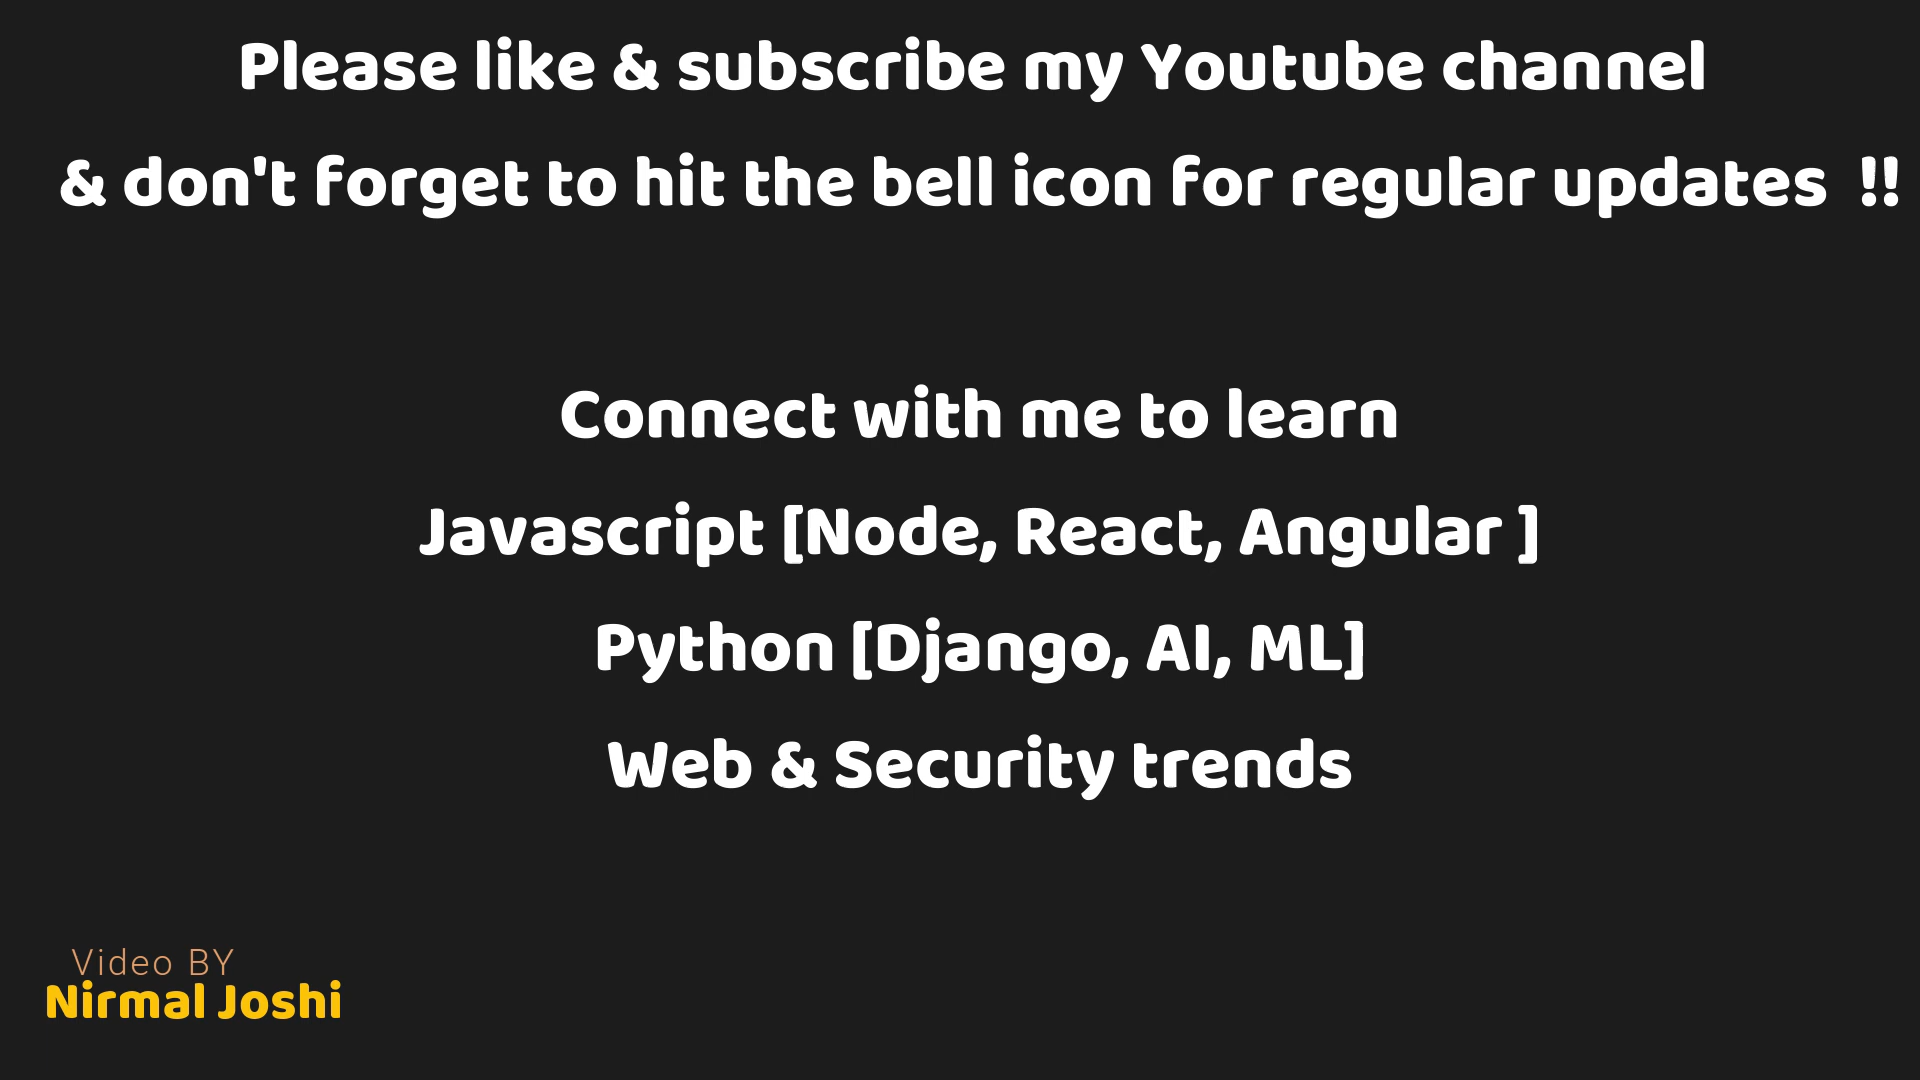 Please like & subscribe my Youtube channel
& don't forget to hit the bell icon for regular updates  !!
Connect with me to learn
Javascript [Node, React, Angular ]
Python [Django, AI, ML]
Web & Security trends
Video BY
Nirmal Joshi